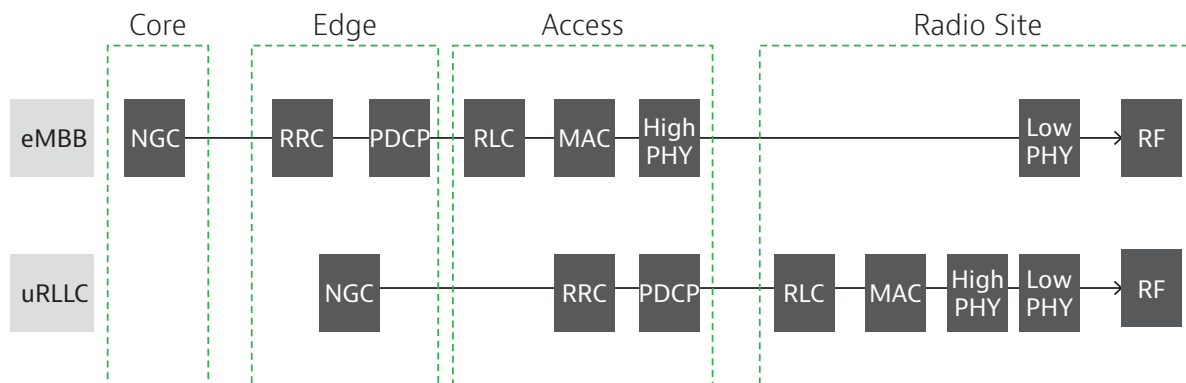 Core Edge Access Radio Site
eMBB NGC RRC PDCP RLC MAC High PHY Low PHY RF
uRLLC NGC RRC PDCP RLC MAC High PHY Low PHY RF